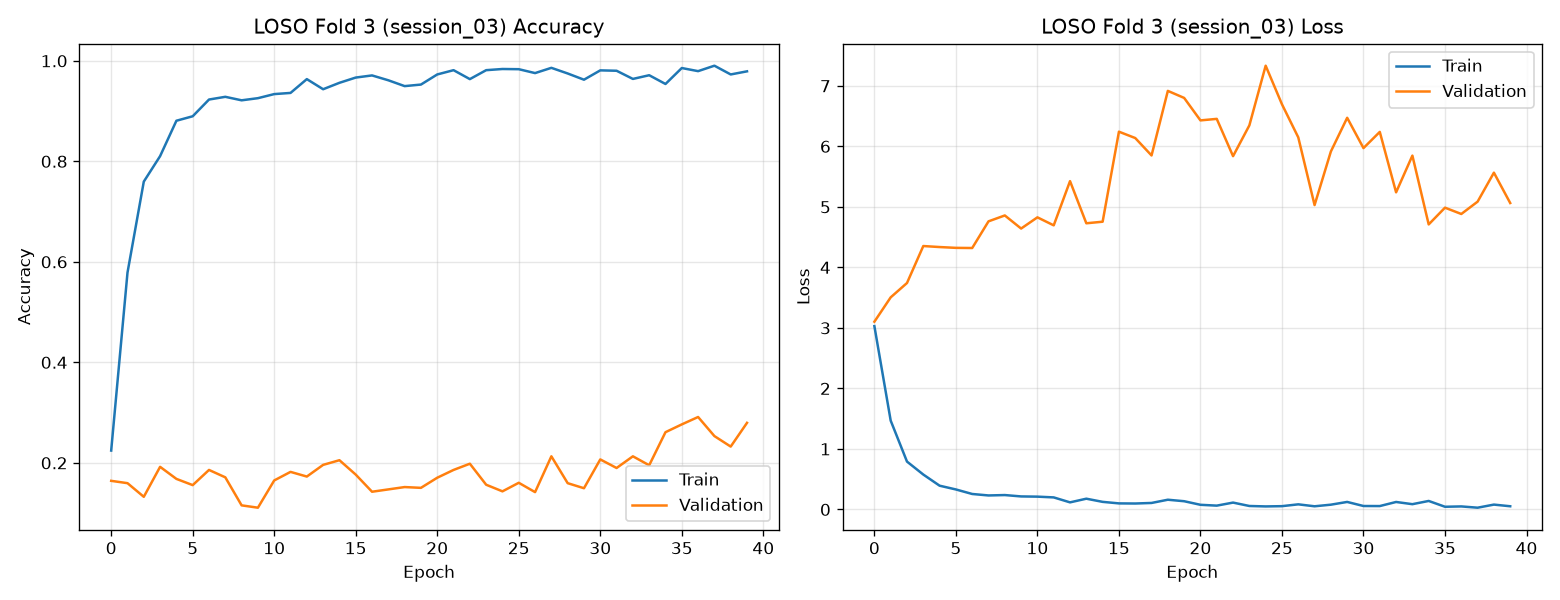 LOSO Fold 3 (session_03) Accuracy
1.0
0.8
0.6
0.4
0.2
Accuracy
0 5 10 15 20 25 30 35 40
Epoch
Train
Validation
LOSO Fold 3 (session_03) Loss
7
6
5
4
3
2
1
0
Loss
0 5 10 15 20 25 30 35 40
Epoch
Train
Validation